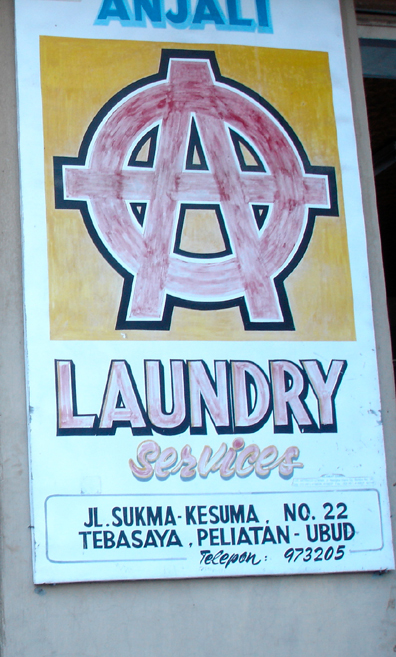 ANJALI
A
LAUNDRY
Services
JL. SUKMA-KESUMA, NO. 22
TEBASAYA, PELIATAN-UBUD
Telepon: 973205